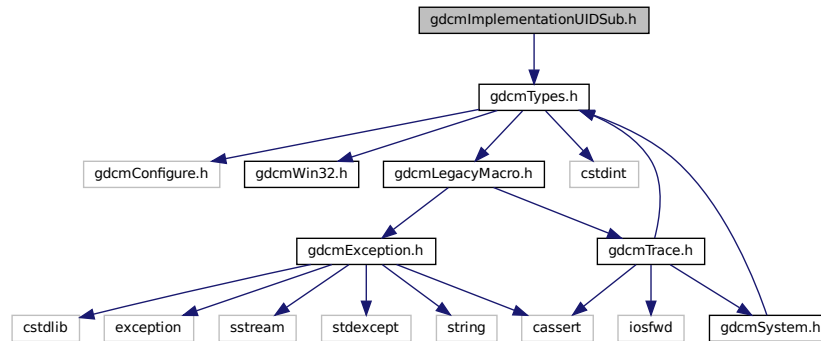 gdcmImplementationUIDSub.h
gdcmTypes.h
gdcmConfigure.h
gdcmWin32.h
gdcmLegacyMacro.h
cstdint
gdcmException.h
gdcmTrace.h
cstdlib
exception
sstream
stdexcept
string
cassert
iosfwd
gdcmSystem.h